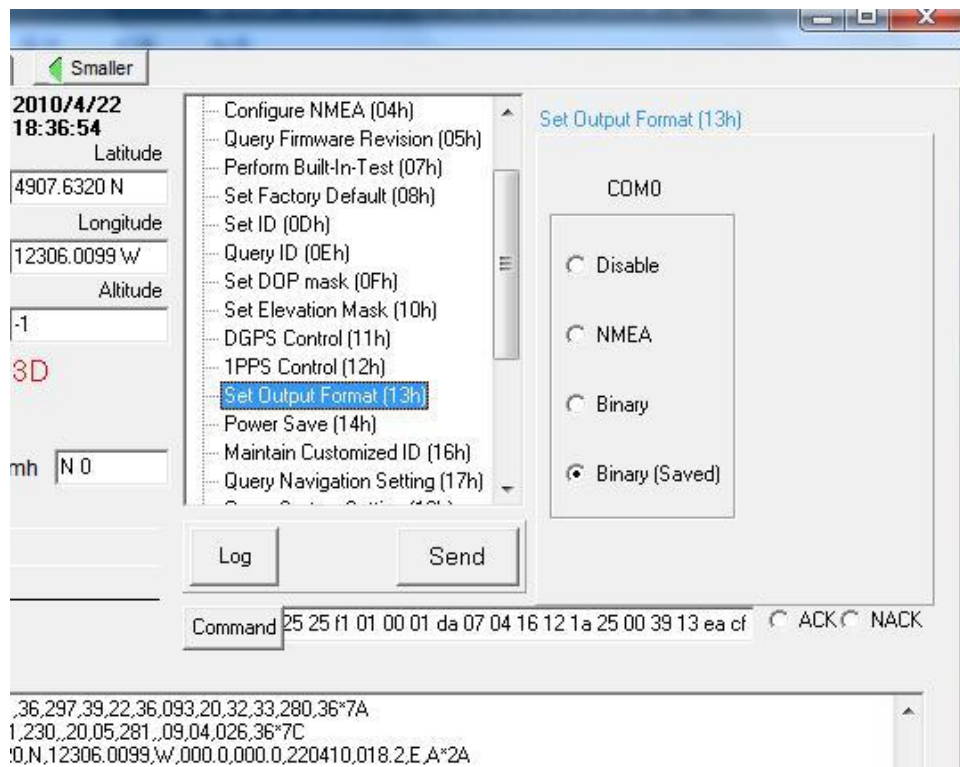 Smaller
2010/4/22
18:36:54
Latitude
4907.6320 N
Longitude
12306.0099 W
Altitude
-1
3D
mh N 0
Configure NMEA (04h)
Query Firmware Revision (05h)
Perform Built-In-Test (07h)
Set Factory Default (08h)
Set ID (0Dh)
Query ID (0Eh)
Set DOP mask (0Fh)
Set Elevation Mask (10h)
DGPS Control (11h)
1PPS Control (12h)
Set Output Format (13h)
Power Save (14h)
Maintain Customized ID (16h)
Query Navigation Setting (17h)
Log Send
Set Output Format (13h)
COM0
Disable
NMEA
Binary
Binary (Saved)
Command 25 25 f1 01 00 01 da 07 04 16 12 1a 25 00 39 13 ea cf ACK NACK
,36,297,39,22,36,093,20,32,33,280,36*7A
1,230,,20,05,281,,09,04,026,36*7C
0,N,12306.0099,W,000.0,000.0,220410,018.2,E,A*2A